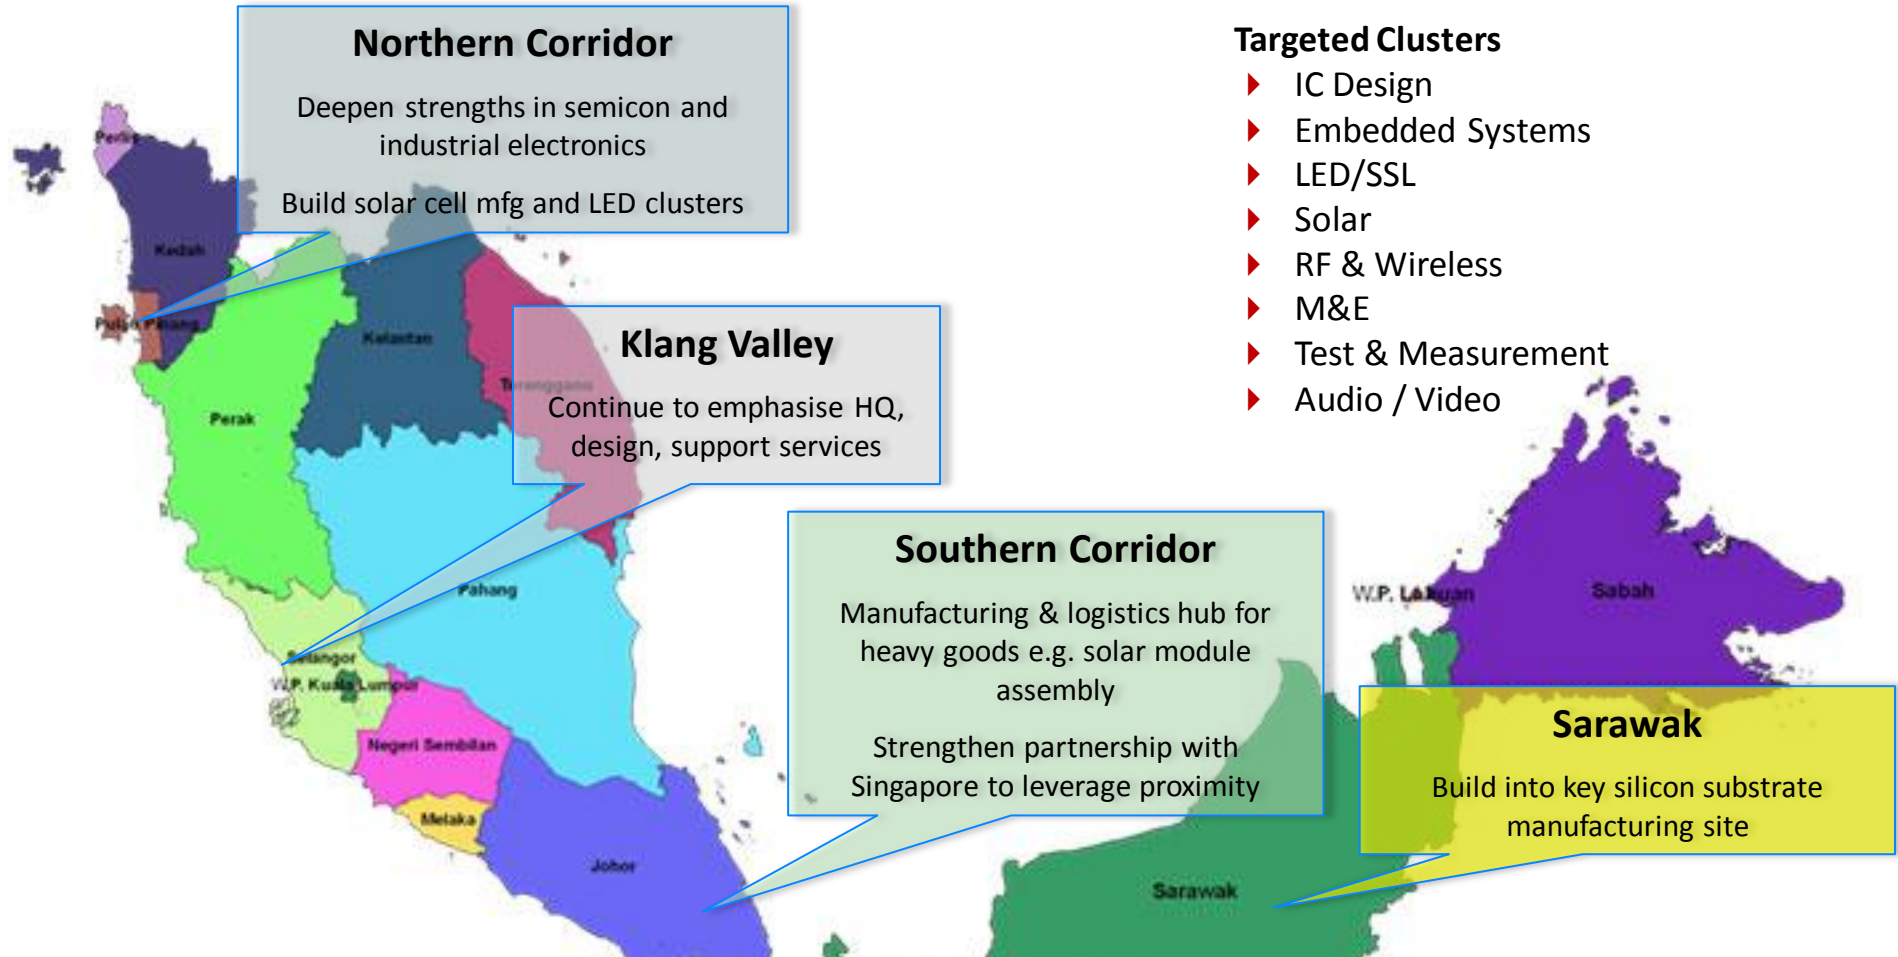 Northern Corridor
Deepen strengths in semicon and
industrial electronics
Build solar cell mfg and LED clusters
Targeted Clusters
IC Design
Embedded Systems
LED/SSL
Solar
RF & Wireless
M&E
Test & Measurement
Audio / Video
Klang Valley
Continue to emphasise HQ,
design, support services
Southern Corridor
Manufacturing & logistics hub for
heavy goods e.g. solar module
assembly
Strengthen partnership with
Singapore to leverage proximity
Sarawak
Build into key silicon substrate
manufacturing site
Perlis
Kedah
Pulau Pinang
Perak
Kelantan
Terengganu
Pahang
Selangor
W.P. Kuala Lumpur
Negeri Sembilan
Melaka
Johor
W.P. Labuan
Sabah
Sarawak